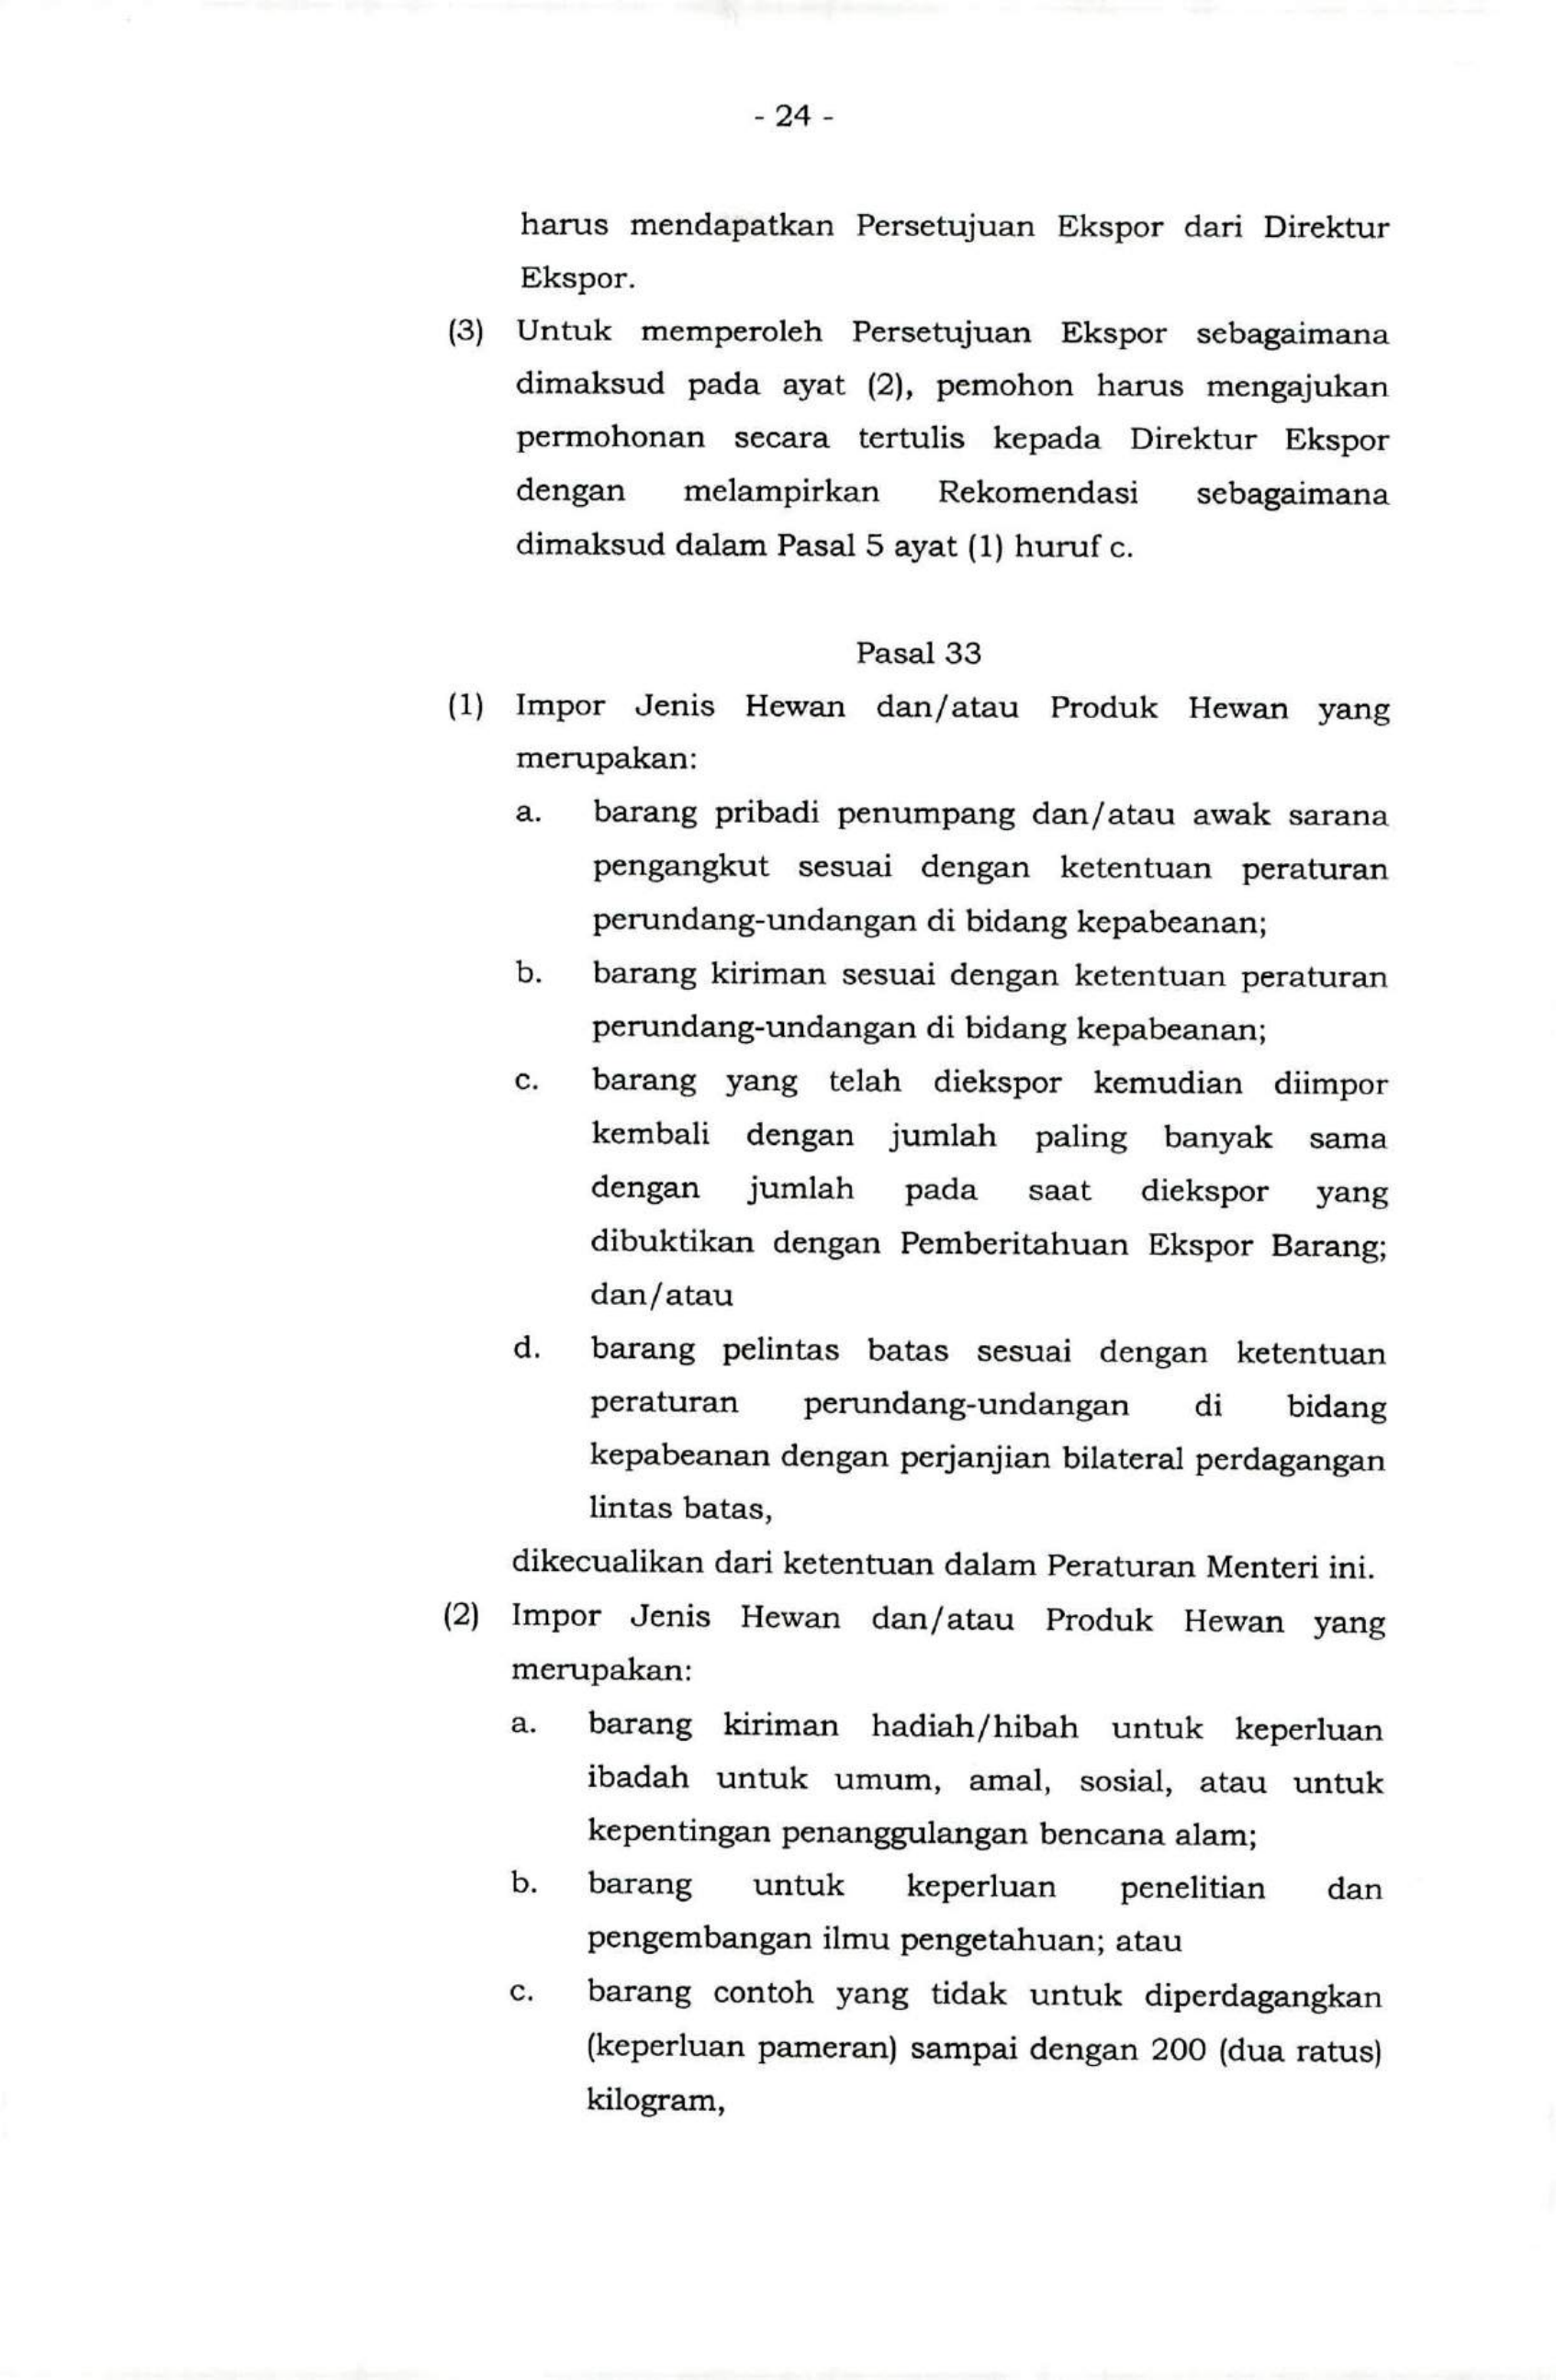 - 24 -
harus mendapatkan Persetujuan Ekspor dari Direktur
Ekspor.
(3) Untuk memperoleh Persetujuan Ekspor sebagaimana
dimaksud pada ayat (2), pemohon harus mengajukan
permohonan secara tertulis kepada Direktur Ekspor
dengan melampirkan Rekomendasi sebagaimana
dimaksud dalam Pasal 5 ayat (1) huruf c.
Pasal 33
(1) Impor Jenis Hewan dan/atau Produk Hewan yang
merupakan:
a. barang pribadi penumpang dan/atau awak sarana
pengangkut sesuai dengan ketentuan peraturan
perundang-undangan di bidang kepabeanan;
b. barang kiriman sesuai dengan ketentuan peraturan
perundang-undangan di bidang kepabeanan;
c. barang yang telah diekspor kemudian diimpor
kembali dengan jumlah paling banyak sama
dengan jumlah pada saat diekspor yang
dibuktikan dengan Pemberitahuan Ekspor Barang;
dan/atau
d. barang pelintas batas sesuai dengan ketentuan
peraturan perundang-undangan di bidang
kepabeanan dengan perjanjian bilateral perdagangan
lintas batas,
dikecualikan dari ketentuan dalam Peraturan Menteri ini.
(2) Impor Jenis Hewan dan/atau Produk Hewan yang
merupakan:
a. barang kiriman hadiah/hibah untuk keperluan
ibadah untuk umum, amal, sosial, atau untuk
kepentingan penanggulangan bencana alam;
b. barang untuk keperluan penelitian dan
pengembangan ilmu pengetahuan; atau
c. barang contoh yang tidak untuk diperdagangkan
(keperluan pameran) sampai dengan 200 (dua ratus)
kilogram,